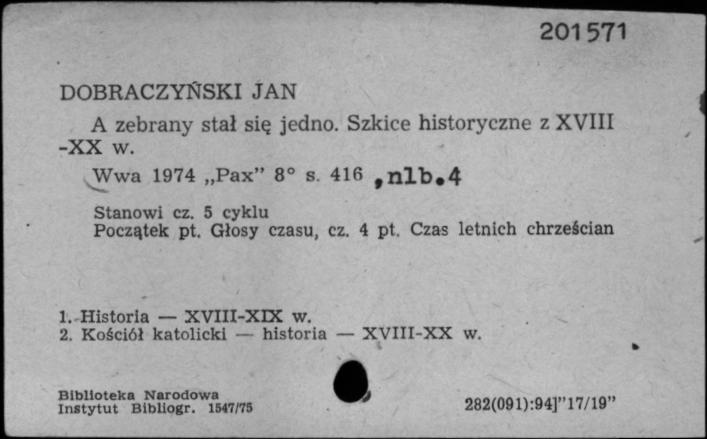 201571
DOBRACZYŃSKI JAN
A zebrany stał się jedno. Szkice historyczne z XVIII
-XX w.
Wwa 1974 „Pax” 8° s. 416 ,nlb.4
Stanowi cz. 5 cyklu
Początek pt. Głosy czasu, cz. 4 pt. Czas letnich chrześcian
1. Historia — XVIII-XIX w.
2. Kościół katolicki — historia — XVIII-XX w.
Biblioteka Narodowa
Instytut Bibliogr. 1547/75
282(091):94]”17/19”